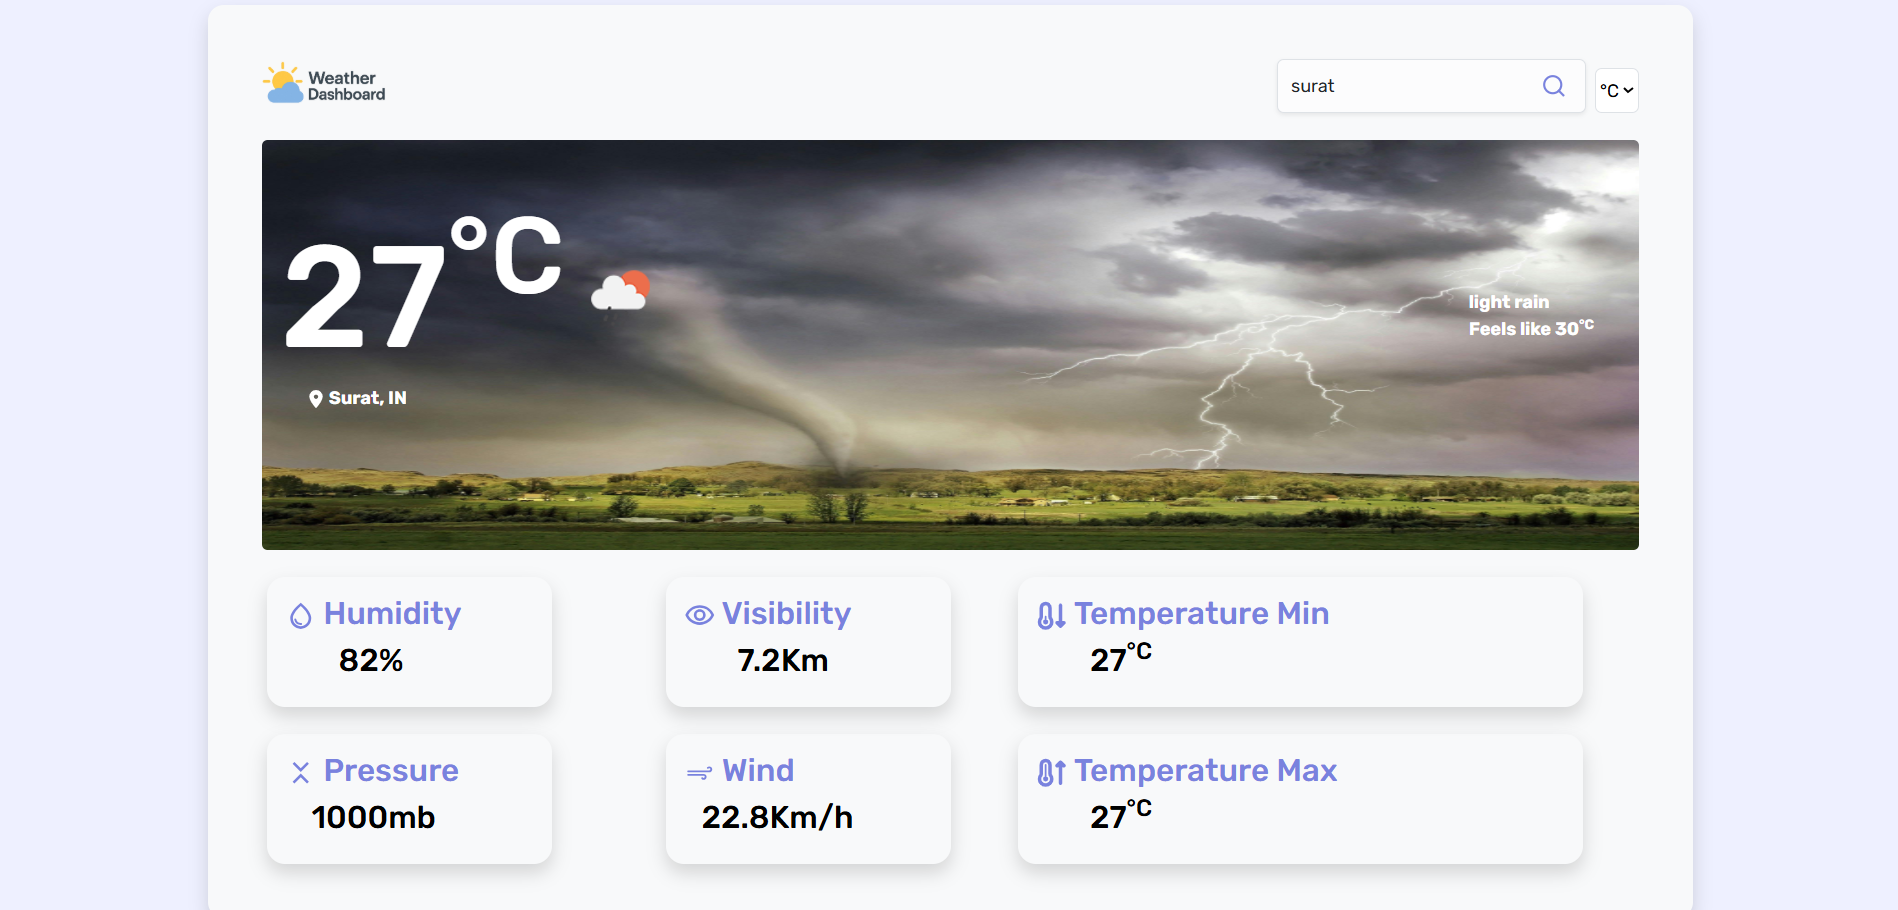 Weather
Dashboard
surat
°C
27°C
light rain
Feels like 30°C
Surat, IN
Humidity
82%
Visibility
7.2Km
Temperature Min
27°C
Pressure
1000mb
Wind
22.8Km/h
Temperature Max
27°C